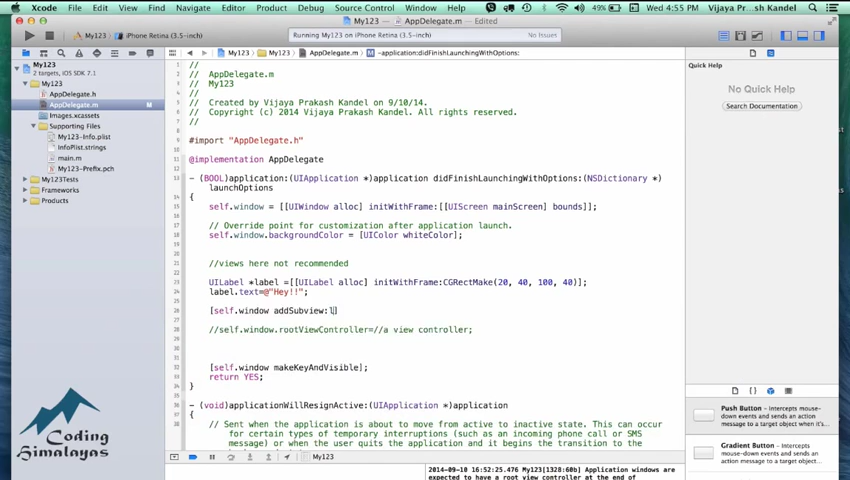 Xcode File Edit View Find Navigate Editor Product Debug Source Control Window Help 49% Wed 4:55 PM Vijaya Pr...sh Kandel
My123 — AppDelegate.m — Edited
My123 iPhone Retina (3.5-inch)
Running My123 on iPhone Retina (3.5-inch) No Issues
My123 My123 AppDelegate.m -application:didFinishLaunchingWithOptions:
My123
2 targets, iOS SDK 7.1
My123
AppDelegate.h
AppDelegate.m M
Images.xcassets
Supporting Files
My123-Info.plist
InfoPlist.strings
main.m
My123-Prefix.pch
My123Tests
Frameworks
Products
//
// AppDelegate.m
// My123
//
// Created by Vijaya Prakash Kandel on 9/10/14.
// Copyright (c) 2014 Vijaya Prakash Kandel. All rights reserved.
//
#import "AppDelegate.h"
@implementation AppDelegate
- (BOOL)application:(UIApplication *)application didFinishLaunchingWithOptions:(NSDictionary *)
launchOptions
{
self.window = [[UIWindow alloc] initWithFrame:[[UIScreen mainScreen] bounds]];
// Override point for customization after application launch.
self.window.backgroundColor = [UIColor whiteColor];
//views here not recommended
UILabel *label =[[UILabel alloc] initWithFrame:CGRectMake(20, 40, 100, 40)];
label.text=@"Hey!!";
[self.window addSubview:l]
//self.window.rootViewController=//a view controller;
[self.window makeKeyAndVisible];
return YES;
}
- (void)applicationWillResignActive:(UIApplication *)application
{
// Sent when the application is about to move from active to inactive state. This can occur
for certain types of temporary interruptions (such as an incoming phone call or SMS
message) or when the user quits the application and it begins the transition to the
My123
2014-09-10 16:52:25.476 My123[1328:60b] Application windows are
expected to have a root view controller at the end of
Quick Help
No Quick Help
Search Documentation
Push Button – Intercepts mouse-
down events and sends an action
message to a target object when it's...
Gradient Button – Intercepts
mouse-down events and sends an
action message to a target object...
Coding
Himalayas